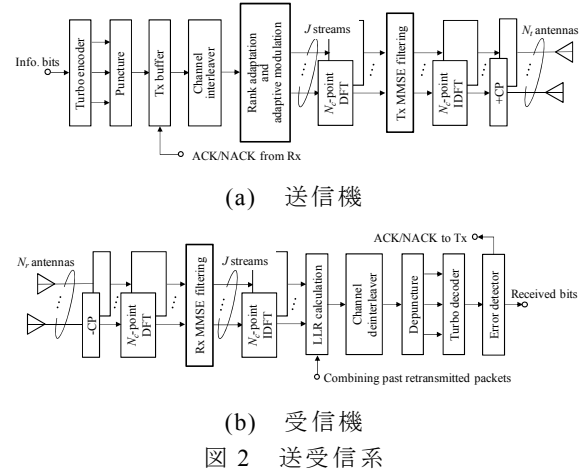 Info. bits
Turbo encoder
Puncture
Tx buffer
Channel
interleaver
Rank adaptation
and
adaptive modulation
J streams
Nc-point
DFT
Tx MMSE filtering
Nc-point
IDFT
+CP
Nt antennas
ACK/NACK from Rx
(a) 送信機
Nr antennas
-CP
Nc-point
DFT
Rx MMSE filtering
J streams
Nc-point
IDFT
LLR calculation
Channel
deinterleaver
Depuncture
Turbo decoder
Error detector
ACK/NACK to Tx
Received bits
Combining past retransmitted packets
(b) 受信機
図 2 送受信系